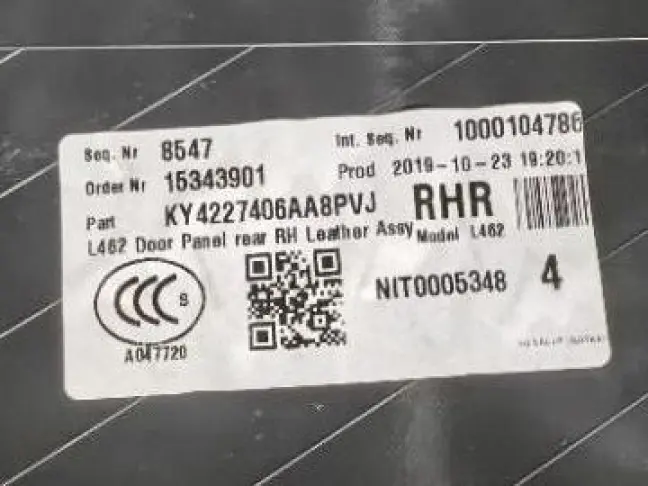 Seq. Nr 8547 Int. Seq. Nr 1000104786
Order Nr 15343901 Prod 2019-10-23 19:20:1
Part KY4227406AA8PVJ RHR
L462 Door Panel rear RH Leather Assy Model L462
CCC S NIT0005348 4
A047720